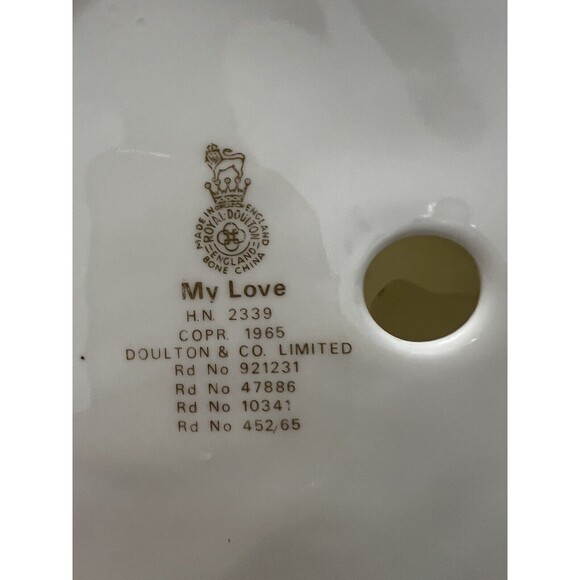 MADE IN ENGLAND
ROYAL DOULTON
ENGLAND
BONE CHINA
My Love
H.N. 2339
COPR. 1965
DOULTON & CO. LIMITED
Rd No 921231
Rd No 47886
Rd No 10341
Rd No 452/65